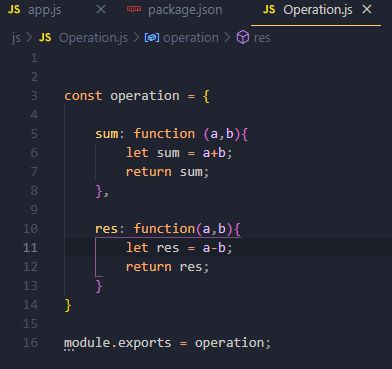 JS app.js × package.json JS Operation.js ×
js > JS Operation.js > operation > res
1
2
3 const operation = {
4
5 sum: function (a,b){
6 let sum = a+b;
7 return sum;
8 },
9
10 res: function(a,b){
11 let res = a-b;
12 return res;
13 }
14 }
15
16 module.exports = operation;